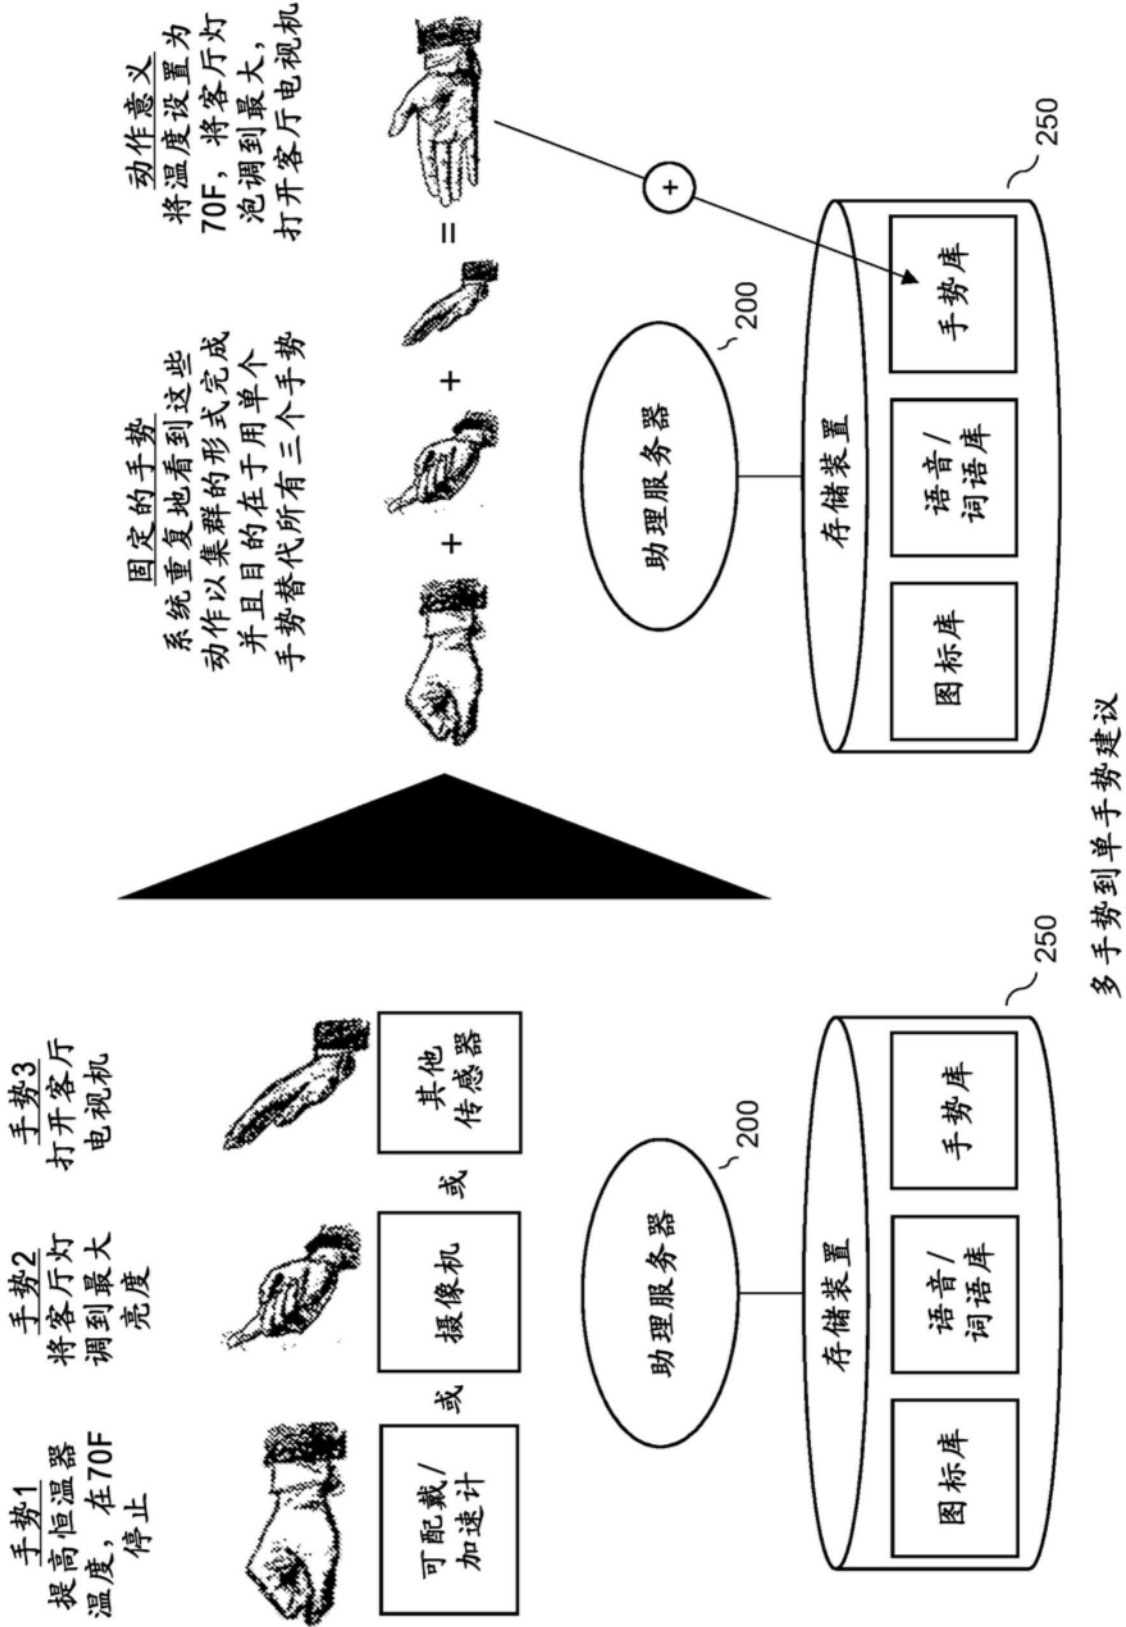 手势1
提高恒温器
温度，在70F
停止
手势2
将客厅灯
调到最大
亮度
手势3
打开客厅
电视机
可配戴/
加速计
或
摄像机
或
其他
传感器
助理服务器
200
存储装置
图标库
语音/
词语库
手势库
250
固定的手势
系统重复地看到这些
动作以集群的形式完成
并且目的在于用单个
手势替代所有三个手势
动作意义
将温度设置为
70F，将客厅灯
泡调到最大，
打开客厅电视机
+
+
=
+
助理服务器
200
存储装置
图标库
语音/
词语库
手势库
250
多手势到单手势建议